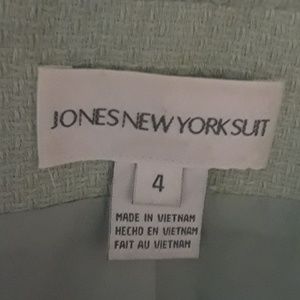 JONES NEW YORK SUIT
4
MADE IN VIETNAM
HECHO EN VIETNAM
FAIT AU VIETNAM